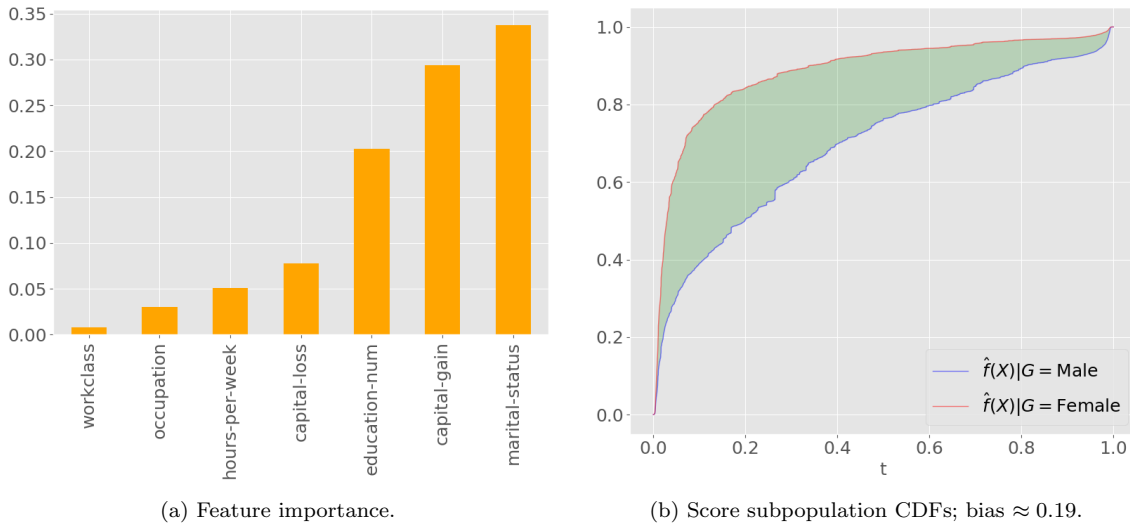 0.35
0.30
0.25
0.20
0.15
0.10
0.05
0.00
workclass
occupation
hours-per-week
capital-loss
education-num
capital-gain
marital-status
(a) Feature importance.
1.0
0.8
0.6
0.4
0.2
0.0
0.0
0.2
0.4
0.6
0.8
1.0
t
f̂(X)|G = Male
f̂(X)|G = Female
(b) Score subpopulation CDFs; bias ≈ 0.19.